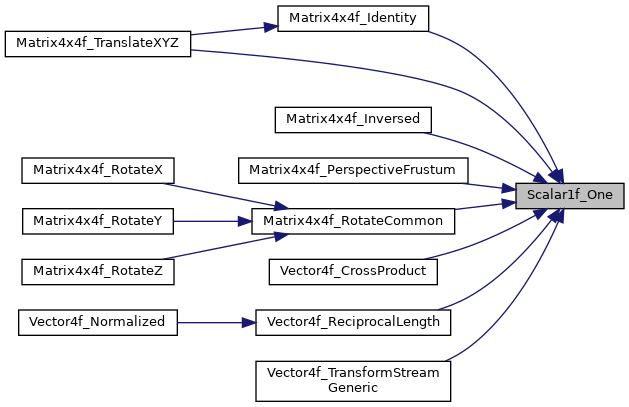 Matrix4x4f_Identity
Matrix4x4f_TranslateXYZ
Matrix4x4f_Inversed
Matrix4x4f_RotateX
Matrix4x4f_PerspectiveFrustum
Scalar1f_One
Matrix4x4f_RotateY
Matrix4x4f_RotateCommon
Matrix4x4f_RotateZ
Vector4f_CrossProduct
Vector4f_Normalized
Vector4f_ReciprocalLength
Vector4f_TransformStream
Generic